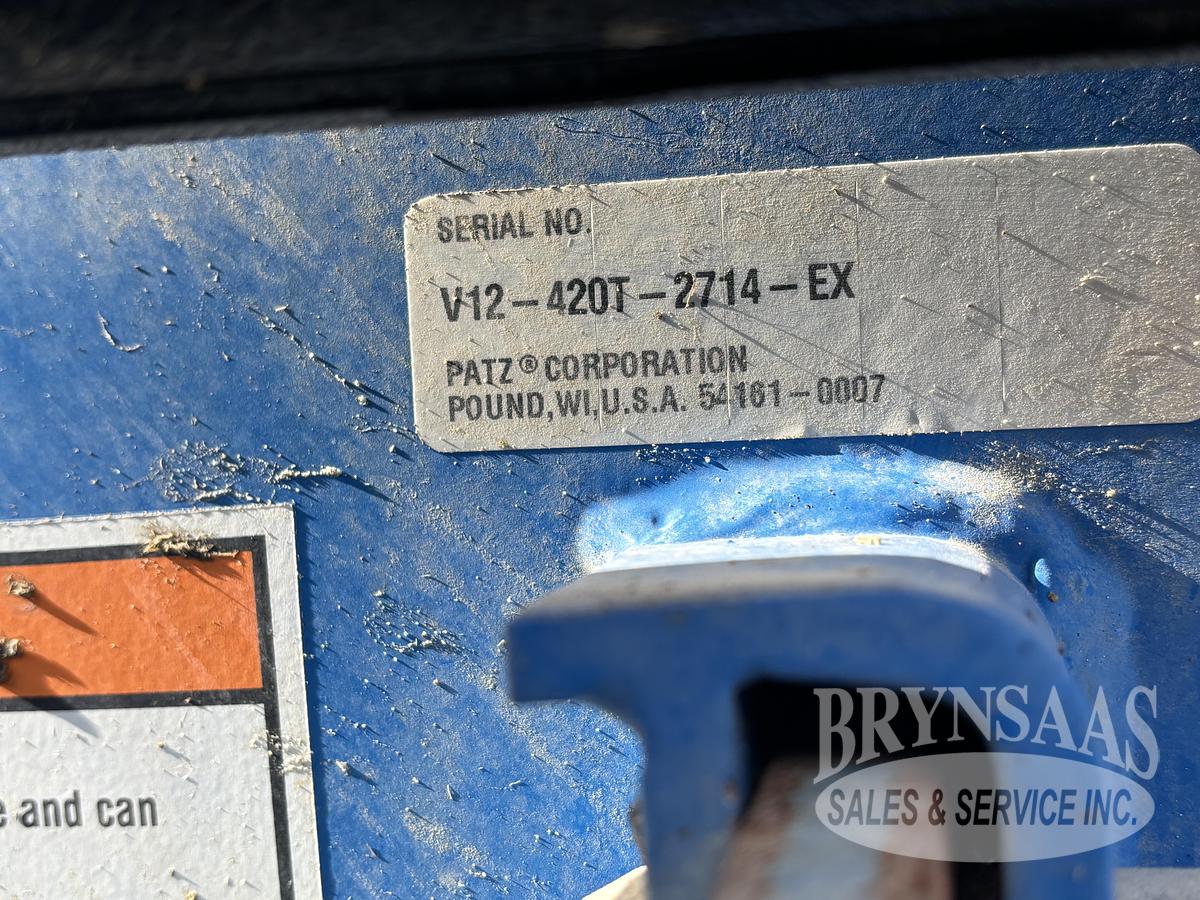 SERIAL NO.
V12-420T-2714-EX
PATZ® CORPORATION
POUND, WI, U.S.A. 54161-0007
and can
BRYNSAAS
SALES & SERVICE INC.